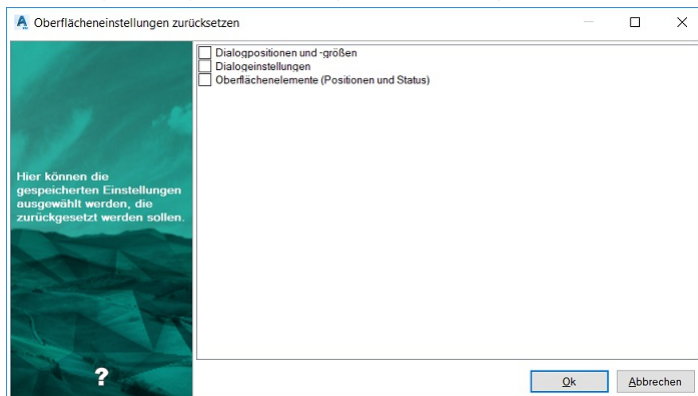 Oberflächeneinstellungen zurücksetzen
Dialogpositionen und -größen
Dialogeinstellungen
Oberflächenelemente (Positionen und Status)
Hier können die
gespeicherten Einstellungen
ausgewählt werden, die
zurückgesetzt werden sollen.
?
Ok
Abbrechen